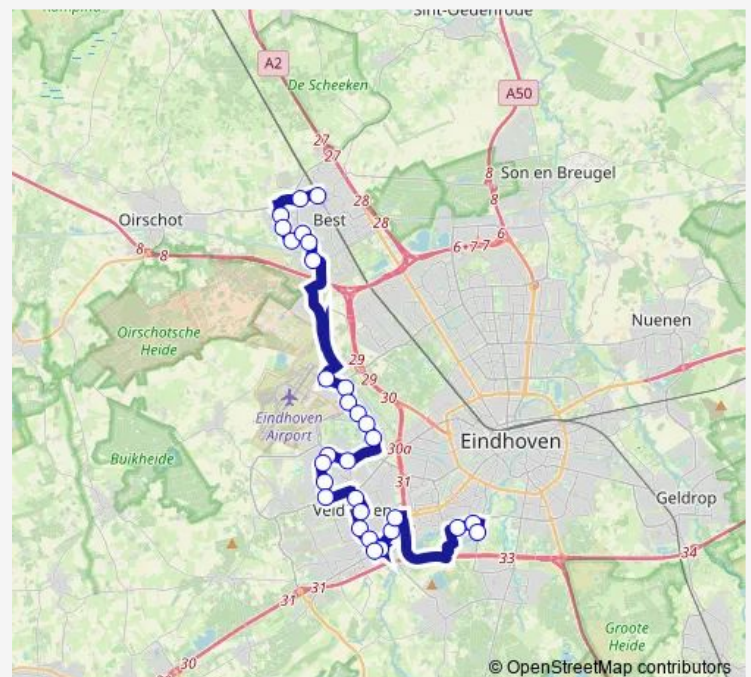 Sint-Oedenrode
A2
De Scheeken
A50
27
27
Son en Breugel
8
28
8
Oirschot
Best
28
6
8
8
6+7
7
Oirschotsche
Heide
Nuenen
29
29
30
Eindhoven
Airport
Eindhoven
30a
Buikheide
31
Geldrop
33
34
31
31
Groote
Heide
30
© OpenStreetMap contributors